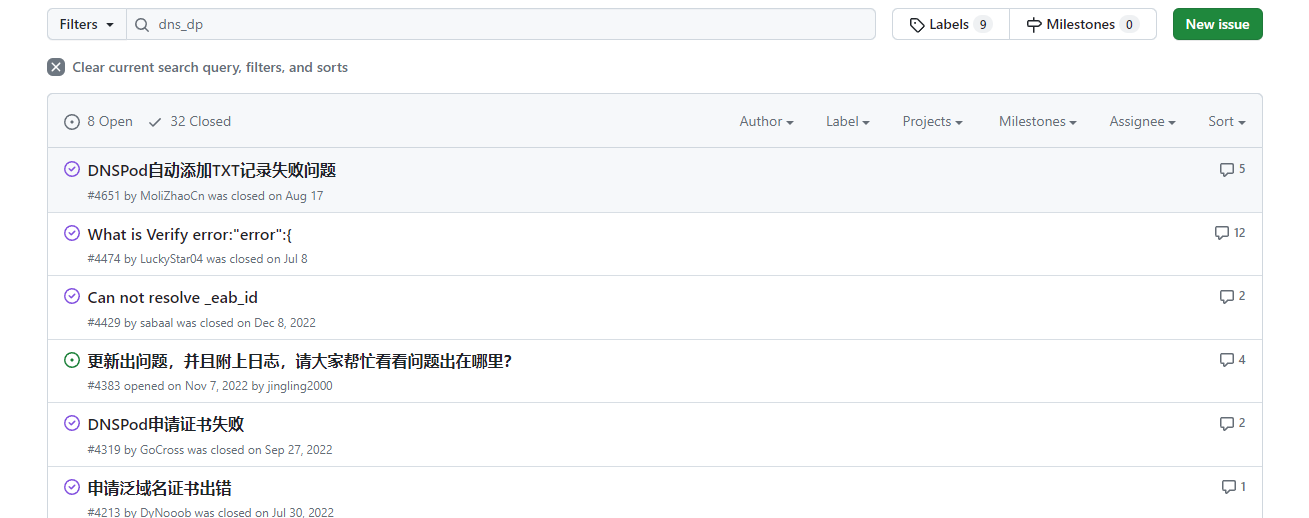 Filters dns_dp Labels 9 Milestones 0 New issue
Clear current search query, filters, and sorts
8 Open 32 Closed Author Label Projects Milestones Assignee Sort
DNSPod自动添加TXT记录失败问题 5
#4651 by MoliZhaoCn was closed on Aug 17
What is Verify error:"error":{ 12
#4474 by LuckyStar04 was closed on Jul 8
Can not resolve _eab_id 2
#4429 by sabaal was closed on Dec 8, 2022
更新出问题，并且附上日志，请大家帮忙看看问题出在哪里？ 4
#4383 opened on Nov 7, 2022 by jingling2000
DNSPod申请证书失败 2
#4319 by GoCross was closed on Sep 27, 2022
申请泛域名证书出错 1
#4213 by DyNooob was closed on Jul 30, 2022